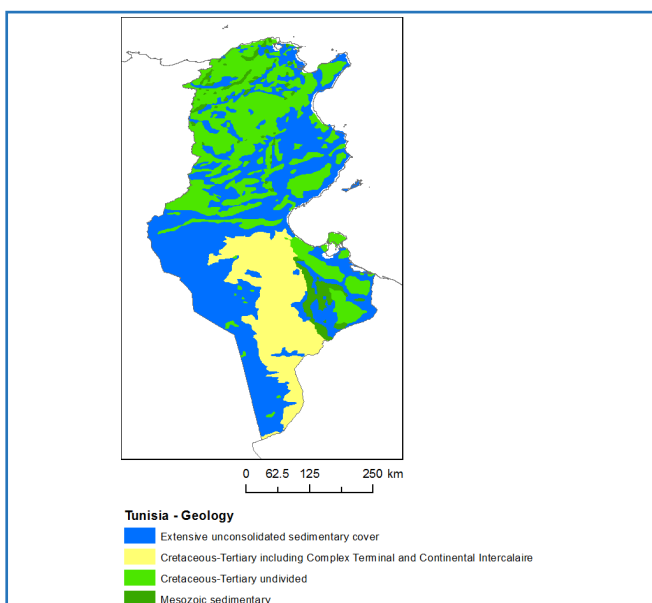 0 62.5 125 250 km
Tunisia - Geology
Extensive unconsolidated sedimentary cover
Cretaceous-Tertiary including Complex Terminal and Continental Intercalaire
Cretaceous-Tertiary undivided
Mesozoic sedimentary